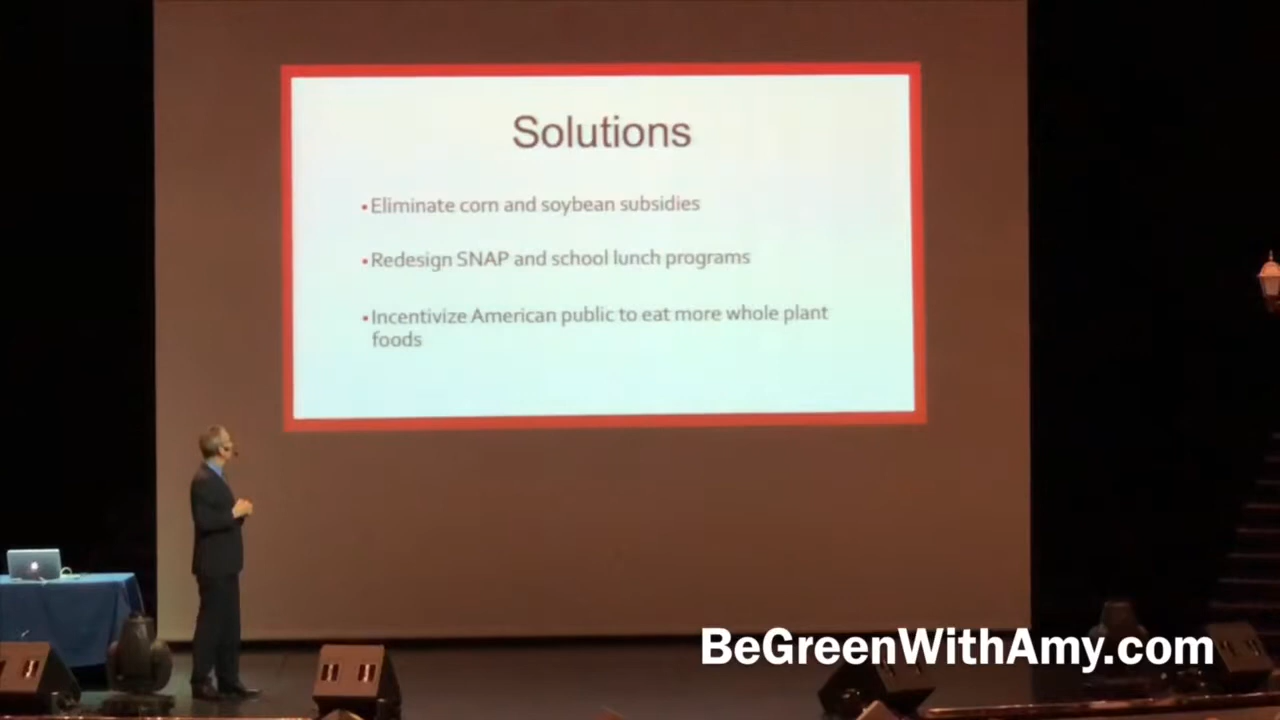 Solutions
•Eliminate corn and soybean subsidies
•Redesign SNAP and school lunch programs
•Incentivize American public to eat more whole plant
foods
BeGreenWithAmy.com